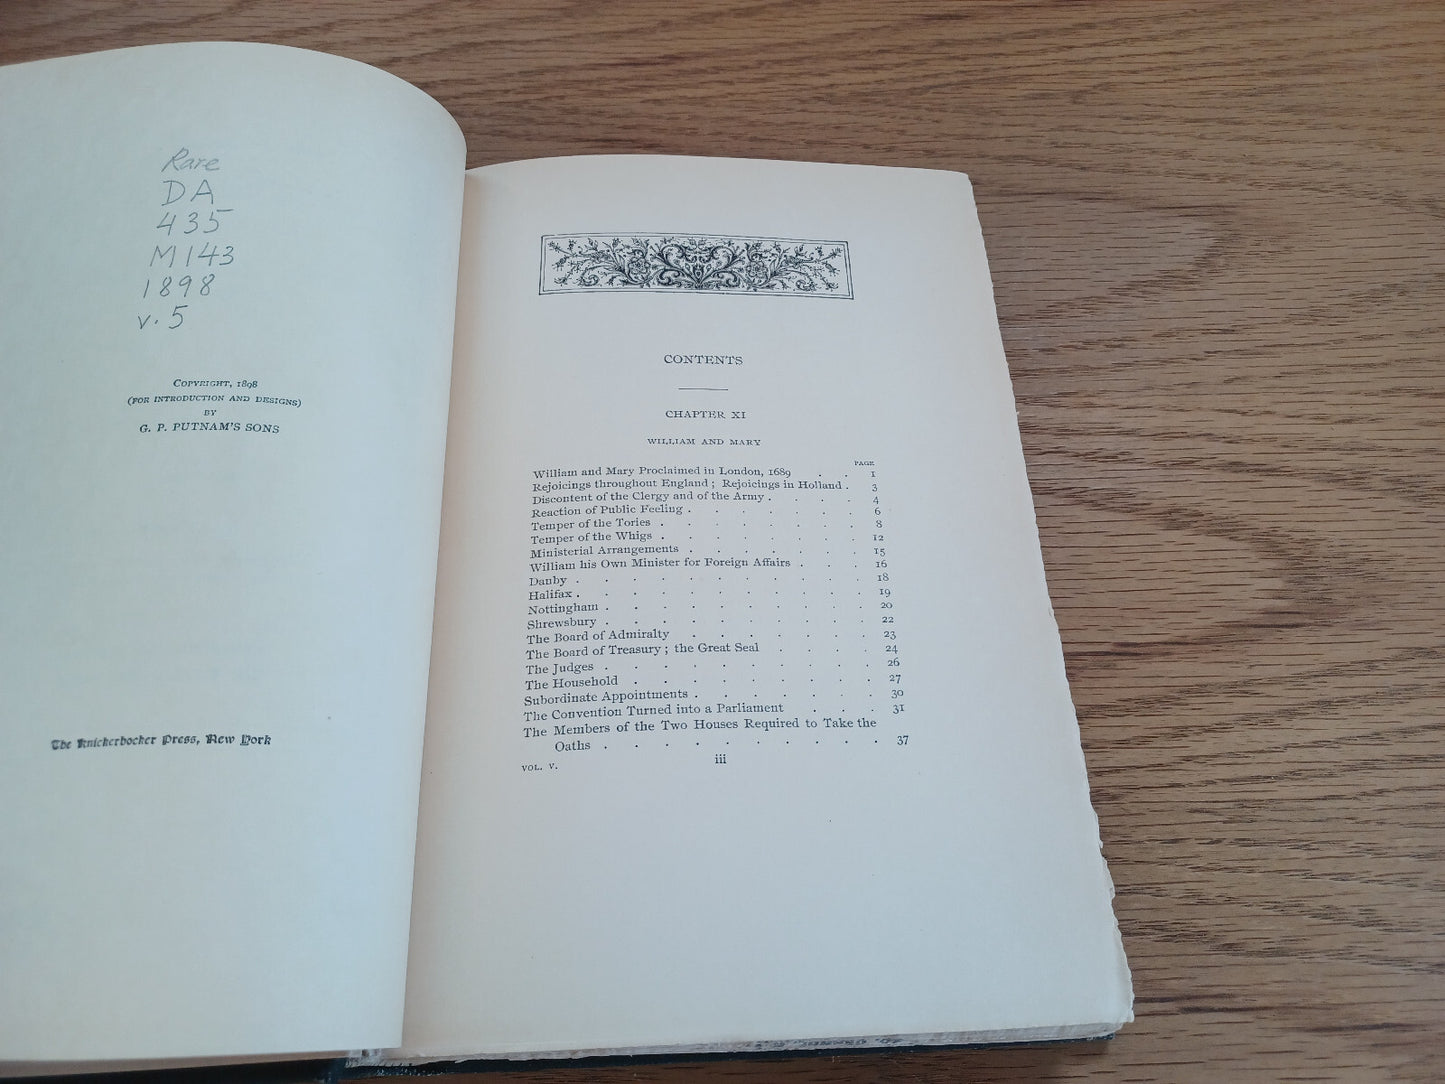 Rare
DA
435
M143
1898
v. 5
COPYRIGHT, 1898
(FOR INTRODUCTION AND DESIGNS)
BY
G. P. PUTNAM'S SONS
The Knickerbocker Press, New York
CONTENTS
CHAPTER XI
WILLIAM AND MARY
PAGE
William and Mary Proclaimed in London, 1689 . . 1
Rejoicings throughout England ; Rejoicings in Holland . 3
Discontent of the Clergy and of the Army . . . . 4
Reaction of Public Feeling . . . . . . . 6
Temper of the Tories . . . . . . . . 8
Temper of the Whigs . . . . . . . . 12
Ministerial Arrangements . . . . . . . 15
William his Own Minister for Foreign Affairs . . . 16
Danby . . . . . . . . . . . 18
Halifax . . . . . . . . . . . 19
Nottingham . . . . . . . . . . 20
Shrewsbury . . . . . . . . . . 22
The Board of Admiralty . . . . . . . 23
The Board of Treasury ; the Great Seal . . . . 24
The Judges . . . . . . . . . . 26
The Household . . . . . . . . . 27
Subordinate Appointments . . . . . . . 30
The Convention Turned into a Parliament . . . 31
The Members of the Two Houses Required to Take the
Oaths . . . . . . . . . . 37
VOL. V.
iii